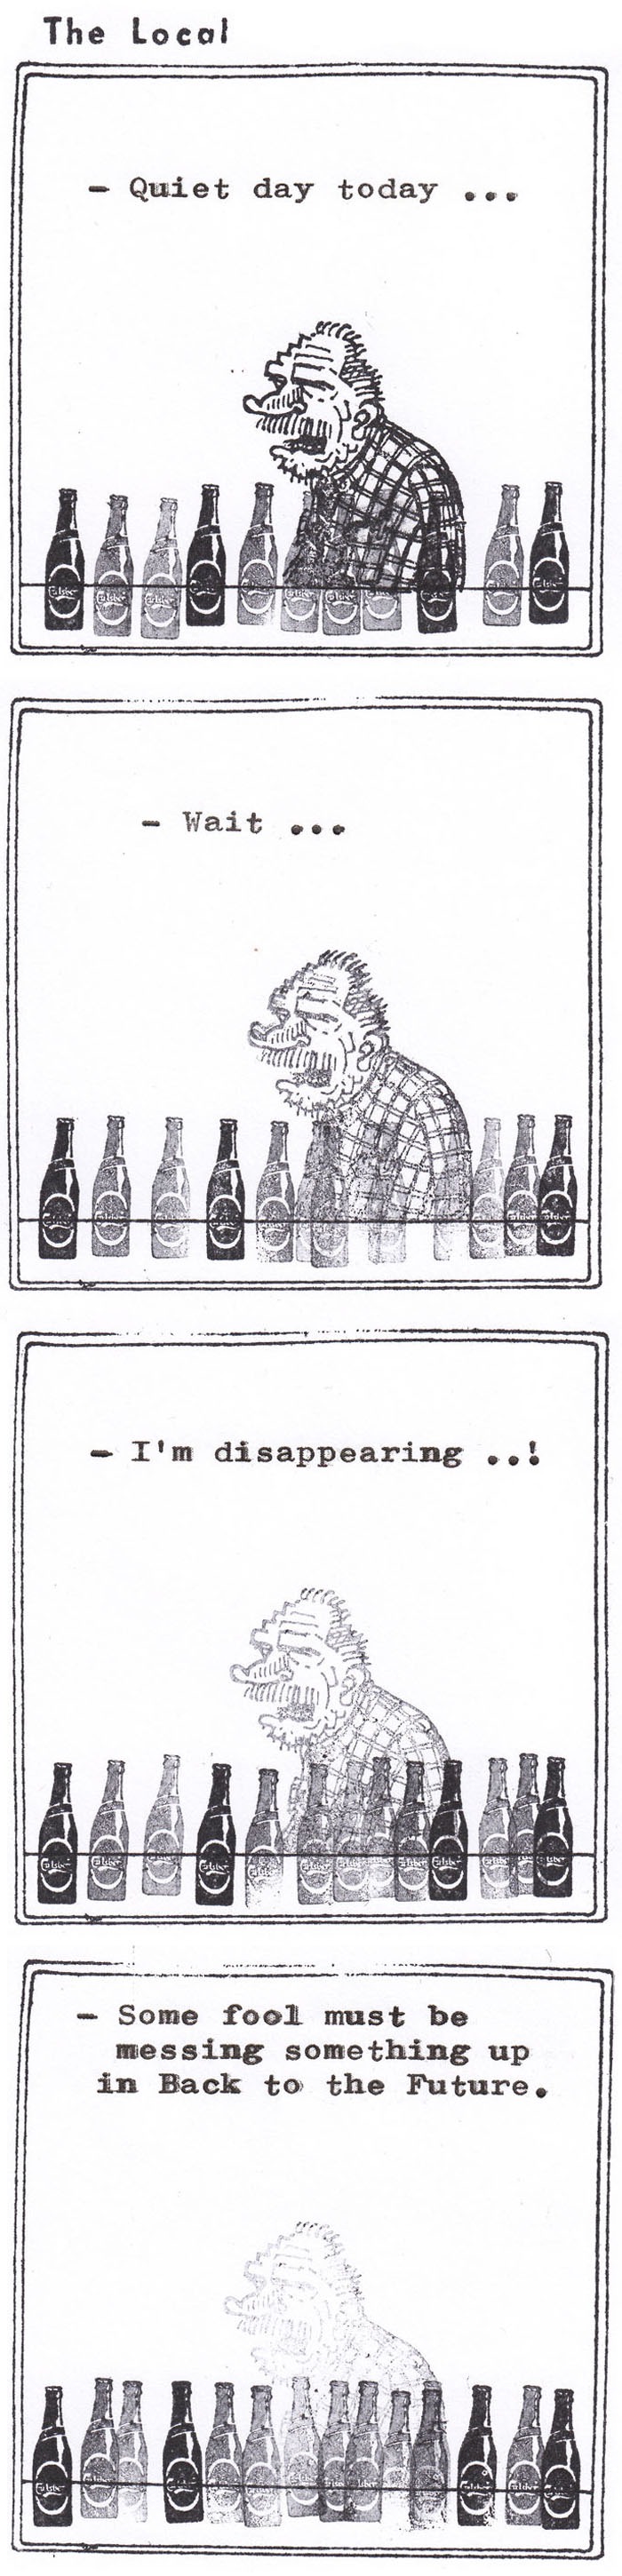 The Local
- Quiet day today ...
- Wait ...
- I'm disappearing ..!
- Some fool must be
messing something up
in Back to the Future.